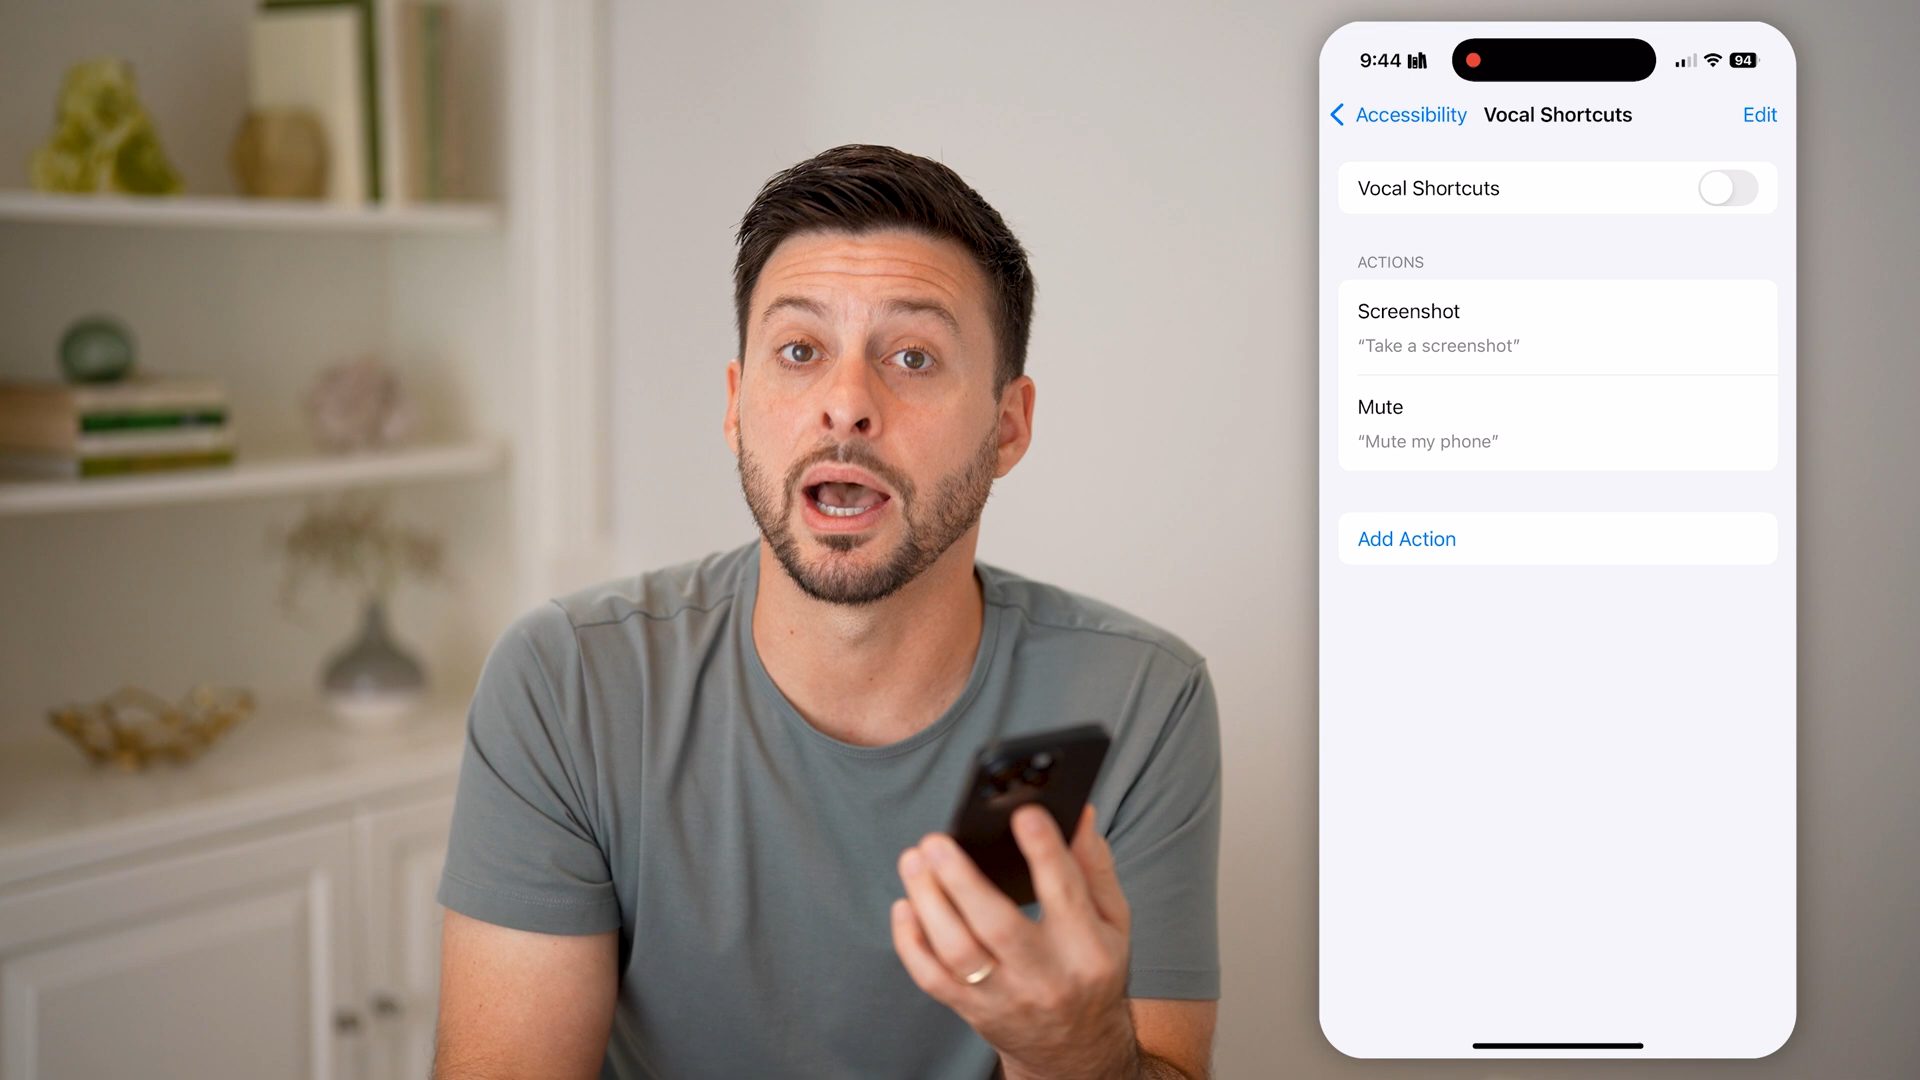 9:44
94
Accessibility
Vocal Shortcuts
Edit
Vocal Shortcuts
ACTIONS
Screenshot
“Take a screenshot”
Mute
“Mute my phone”
Add Action